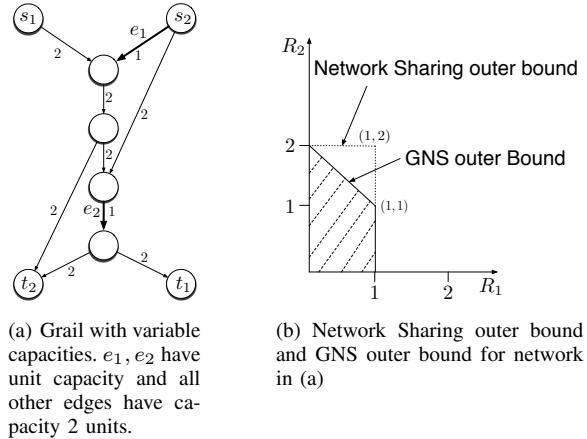 s1 s2
e1
2 1
2
2
2
2
e2 1
2 2
t2 t1
(a) Grail with variable
capacities. e1, e2 have
unit capacity and all
other edges have ca-
pacity 2 units.
R2
Network Sharing outer bound
2 (1, 2)
GNS outer Bound
1 (1, 1)
1 2 R1
(b) Network Sharing outer bound
and GNS outer bound for network
in (a)